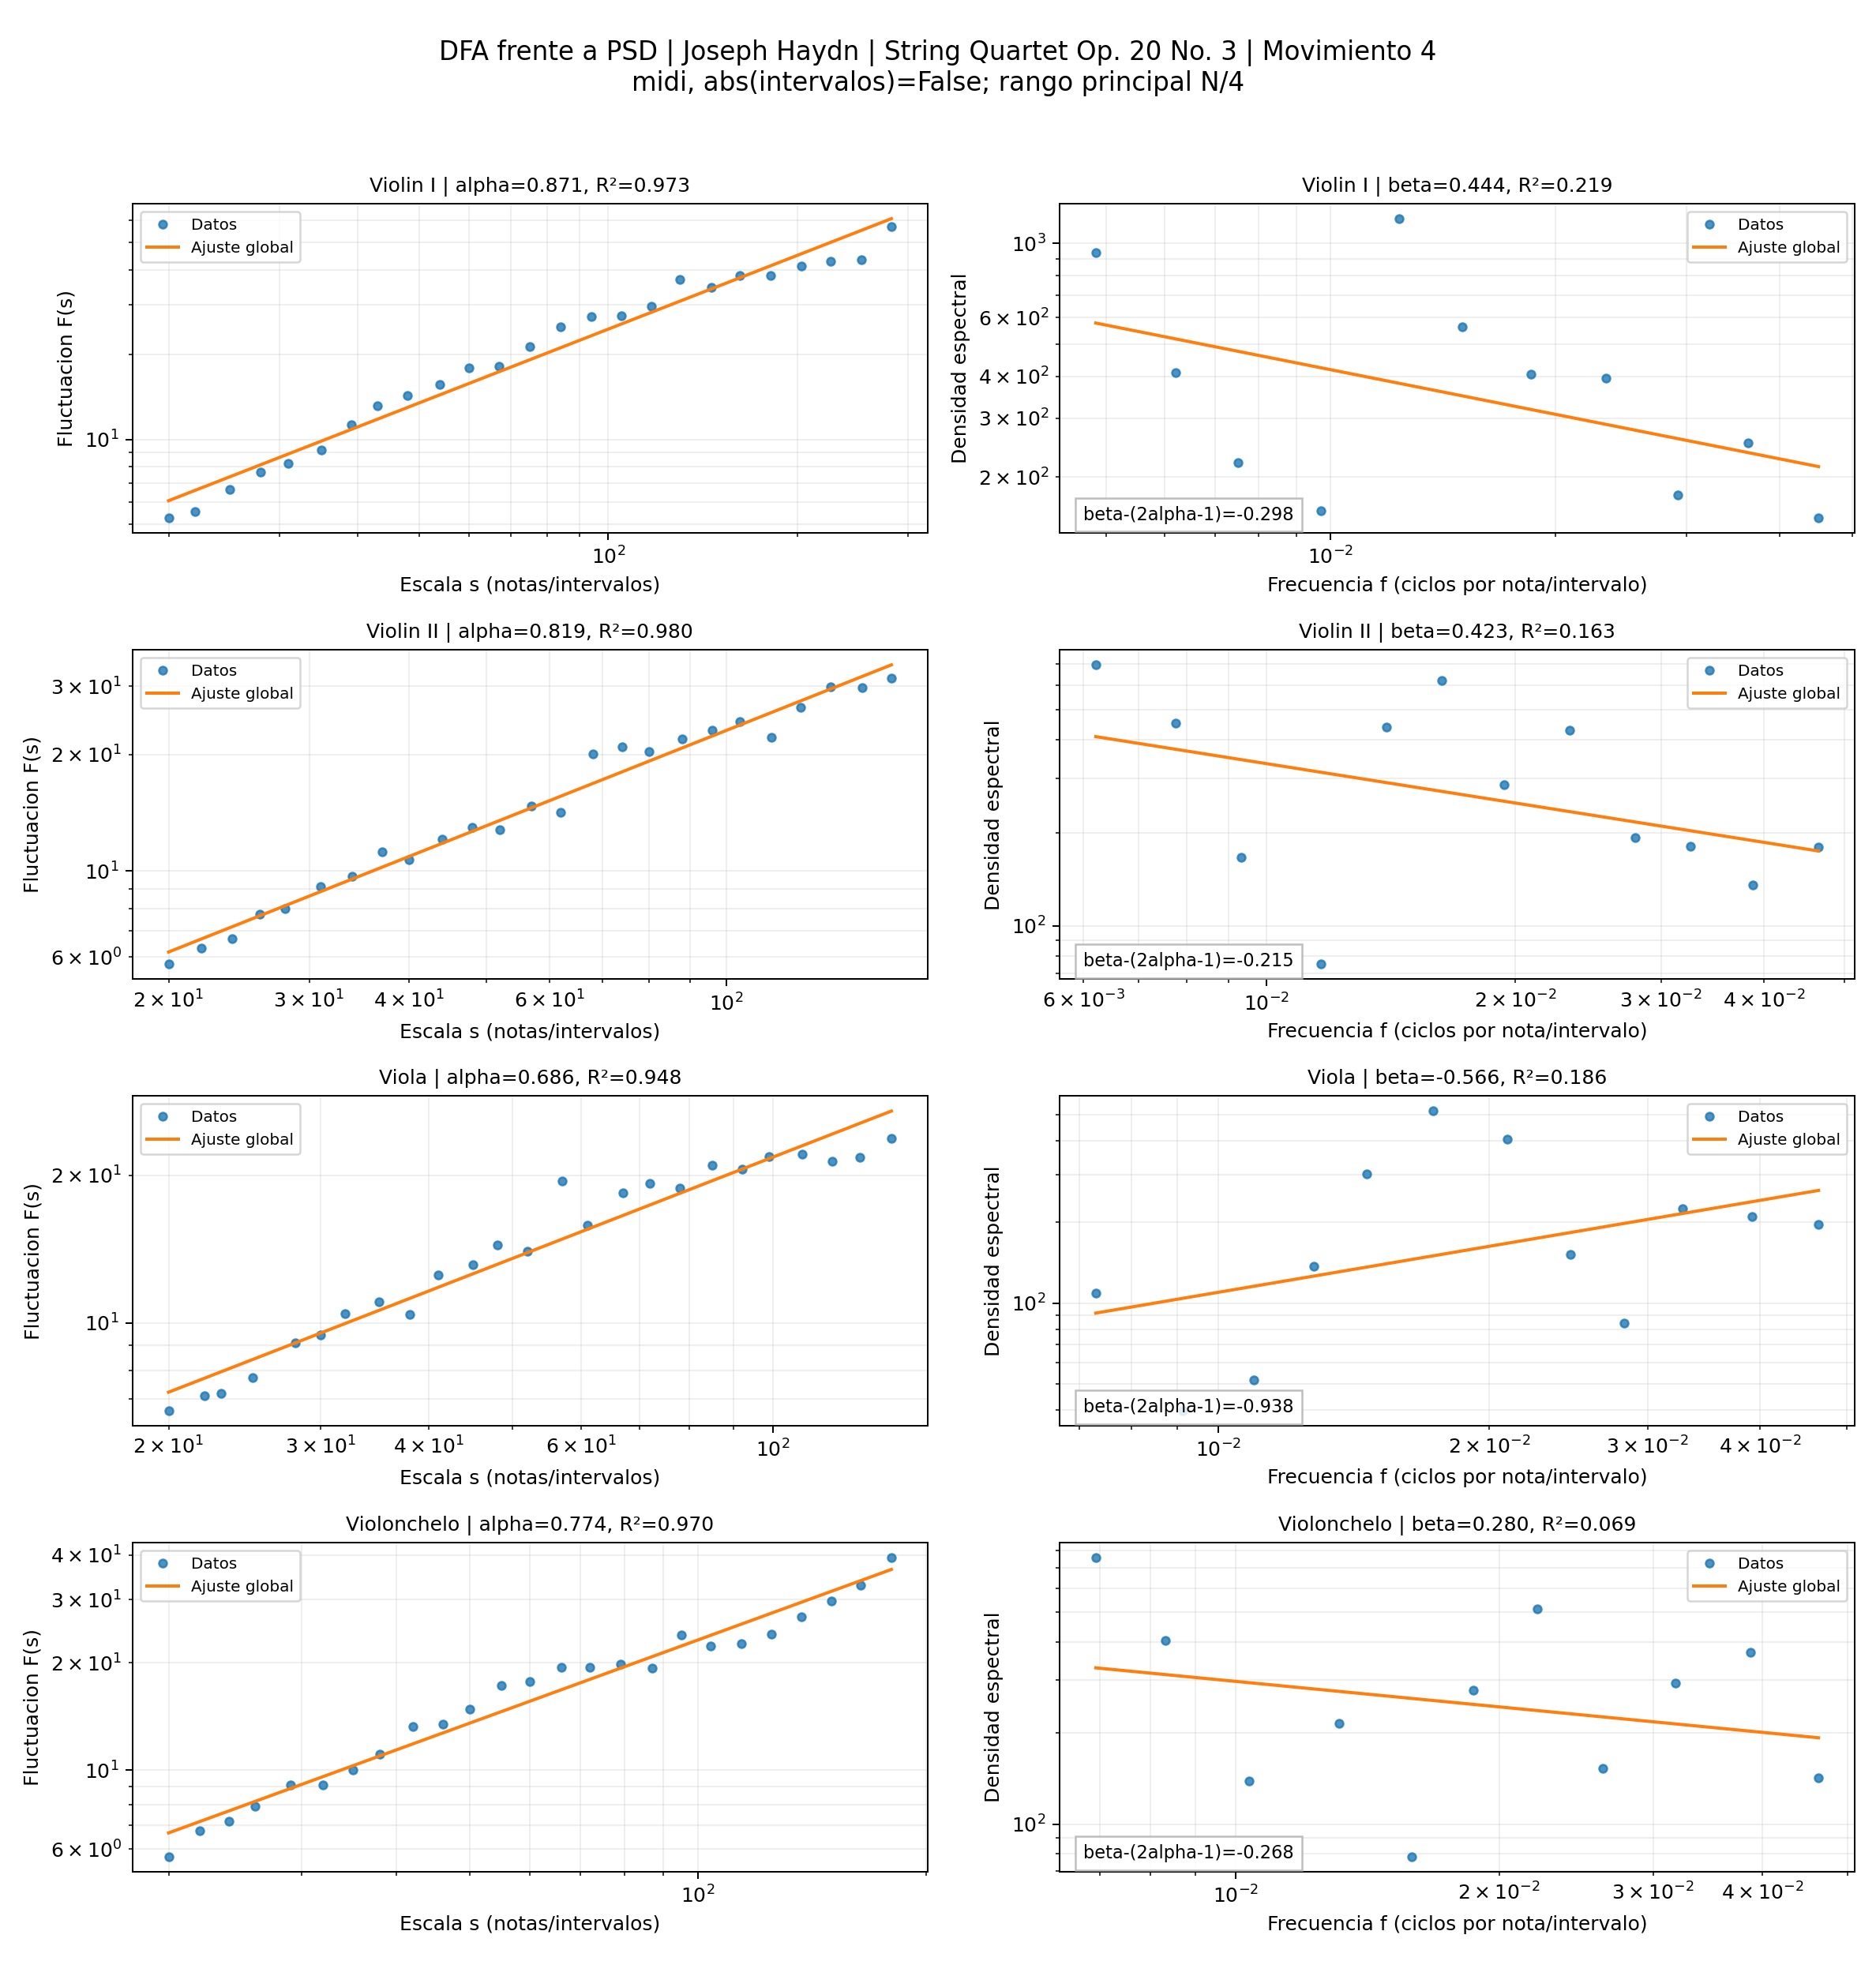 DFA frente a PSD | Joseph Haydn | String Quartet Op. 20 No. 3 | Movimiento 4
midi, abs(intervalos)=False; rango principal N/4
Violin I | alpha=0.871, R²=0.973
Datos
Ajuste global
Fluctuacion F(s)
10¹
10²
Escala s (notas/intervalos)
Violin I | beta=0.444, R²=0.219
Datos
Ajuste global
Densidad espectral
10³
6×10²
4×10²
3×10²
2×10²
beta-(2alpha-1)=-0.298
10⁻²
Frecuencia f (ciclos por nota/intervalo)
Violin II | alpha=0.819, R²=0.980
Datos
Ajuste global
Fluctuacion F(s)
3×10¹
2×10¹
10¹
6×10⁰
2×10¹ 3×10¹ 4×10¹ 6×10¹ 10²
Escala s (notas/intervalos)
Violin II | beta=0.423, R²=0.163
Datos
Ajuste global
Densidad espectral
10²
beta-(2alpha-1)=-0.215
6×10⁻³ 10⁻² 2×10⁻² 3×10⁻² 4×10⁻²
Frecuencia f (ciclos por nota/intervalo)
Viola | alpha=0.686, R²=0.948
Datos
Ajuste global
Fluctuacion F(s)
2×10¹
10¹
2×10¹ 3×10¹ 4×10¹ 6×10¹ 10²
Escala s (notas/intervalos)
Viola | beta=-0.566, R²=0.186
Datos
Ajuste global
Densidad espectral
10²
beta-(2alpha-1)=-0.938
10⁻² 2×10⁻² 3×10⁻² 4×10⁻²
Frecuencia f (ciclos por nota/intervalo)
Violonchelo | alpha=0.774, R²=0.970
Datos
Ajuste global
Fluctuacion F(s)
4×10¹
3×10¹
2×10¹
10¹
6×10⁰
10²
Escala s (notas/intervalos)
Violonchelo | beta=0.280, R²=0.069
Datos
Ajuste global
Densidad espectral
10²
beta-(2alpha-1)=-0.268
10⁻² 2×10⁻² 3×10⁻² 4×10⁻²
Frecuencia f (ciclos por nota/intervalo)